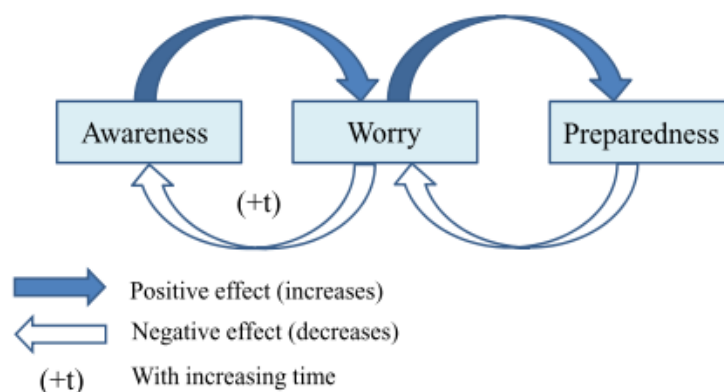 Awareness
Worry
Preparedness
(+t)
Positive effect (increases)
Negative effect (decreases)
(+t) With increasing time